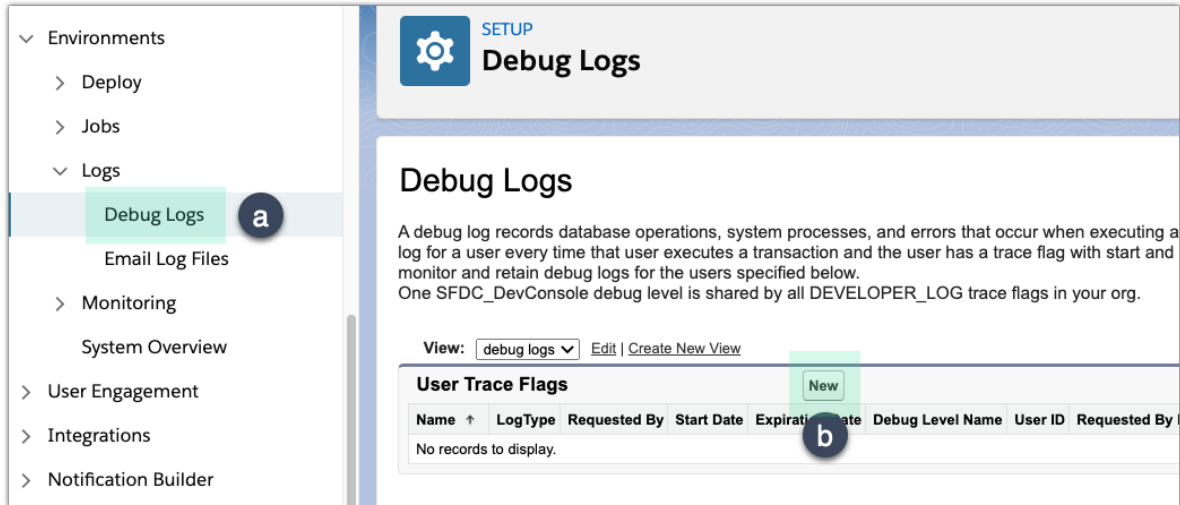 Environments
Deploy
Jobs
Logs
Debug Logs
a
Email Log Files
Monitoring
System Overview
User Engagement
Integrations
Notification Builder
SETUP
Debug Logs
Debug Logs
A debug log records database operations, system processes, and errors that occur when executing a
log for a user every time that user executes a transaction and the user has a trace flag with start and
monitor and retain debug logs for the users specified below.
One SFDC_DevConsole debug level is shared by all DEVELOPER_LOG trace flags in your org.
View: debug logs Edit | Create New View
User Trace Flags New
Name ↑ LogType Requested By Start Date Debug Level Name User ID Requested By
b
No records to display.